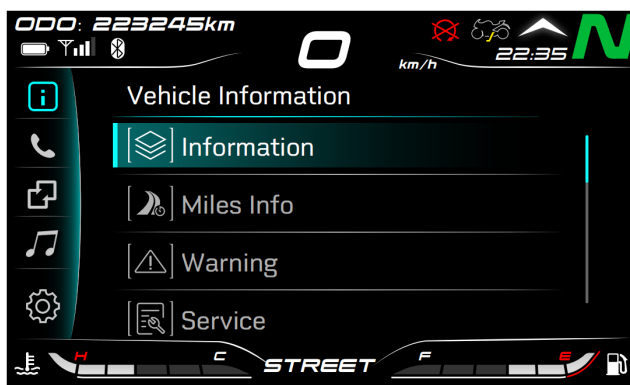 ODO: 223245km
0
km/h
22:35
N
Vehicle Information
Information
Miles Info
Warning
Service
H
C
STREET
F
E